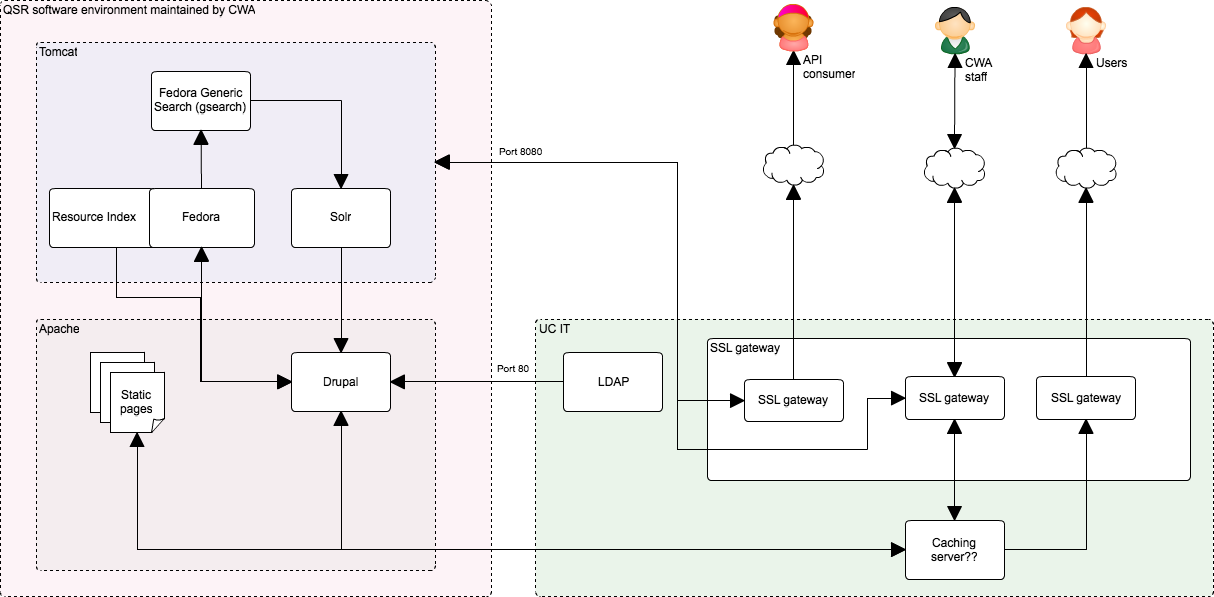 QSR software environment maintained by CWA
Tomcat
Fedora Generic
Search (gsearch)
Resource Index
Fedora
Solr
Apache
Static
pages
Drupal
Port 8080
Port 80
API
consumer
CWA
staff
Users
UC IT
LDAP
SSL gateway
SSL gateway
SSL gateway
SSL gateway
Caching
server??